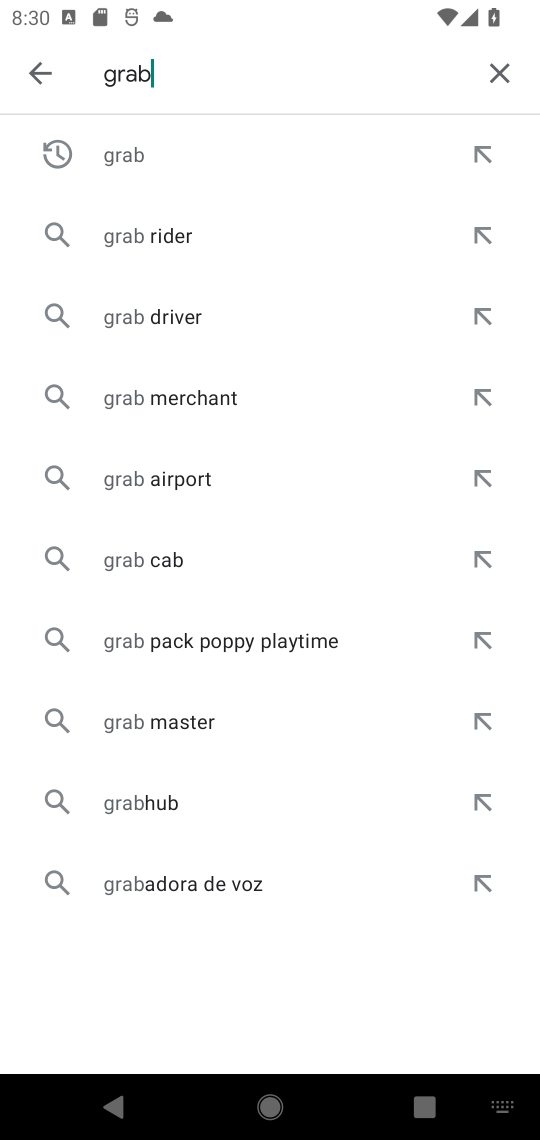 8:30
grab
grab
grab rider
grab driver
grab merchant
grab airport
grab cab
grab pack poppy playtime
grab master
grabhub
grabadora de voz